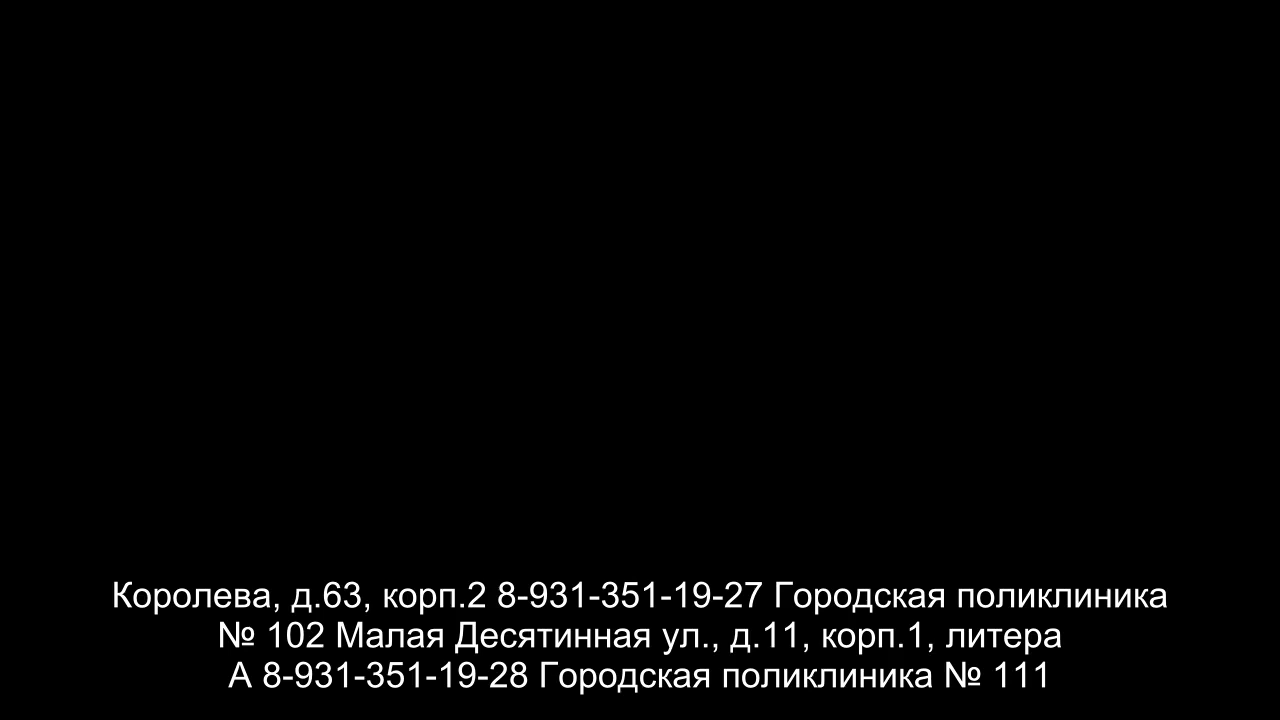 Королева, д.63, корп.2 8-931-351-19-27 Городская поликлиника
№ 102 Малая Десятинная ул., д.11, корп.1, литера
А 8-931-351-19-28 Городская поликлиника № 111